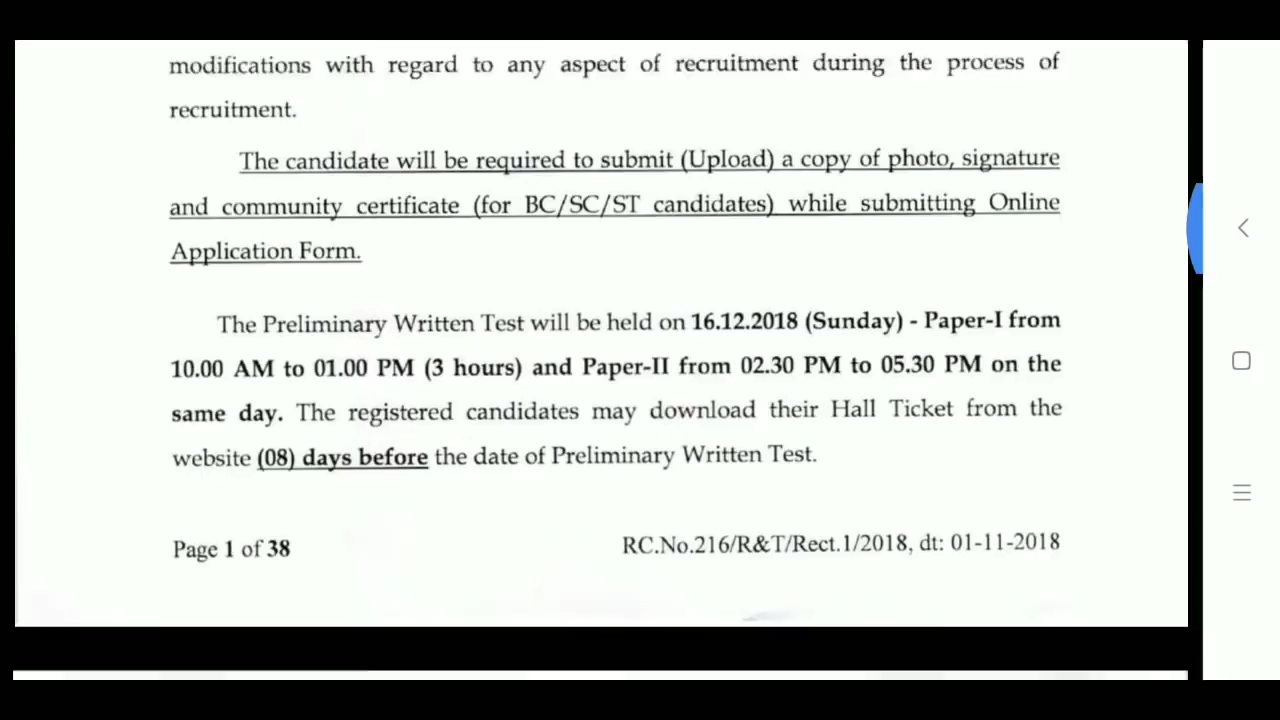 modifications with regard to any aspect of recruitment during the process of
recruitment.
The candidate will be required to submit (Upload) a copy of photo, signature
and community certificate (for BC/SC/ST candidates) while submitting Online
Application Form.
The Preliminary Written Test will be held on 16.12.2018 (Sunday) - Paper-I from
10.00 AM to 01.00 PM (3 hours) and Paper-II from 02.30 PM to 05.30 PM on the
same day. The registered candidates may download their Hall Ticket from the
website (08) days before the date of Preliminary Written Test.
Page 1 of 38
RC.No.216/R&T/Rect.1/2018, dt: 01-11-2018